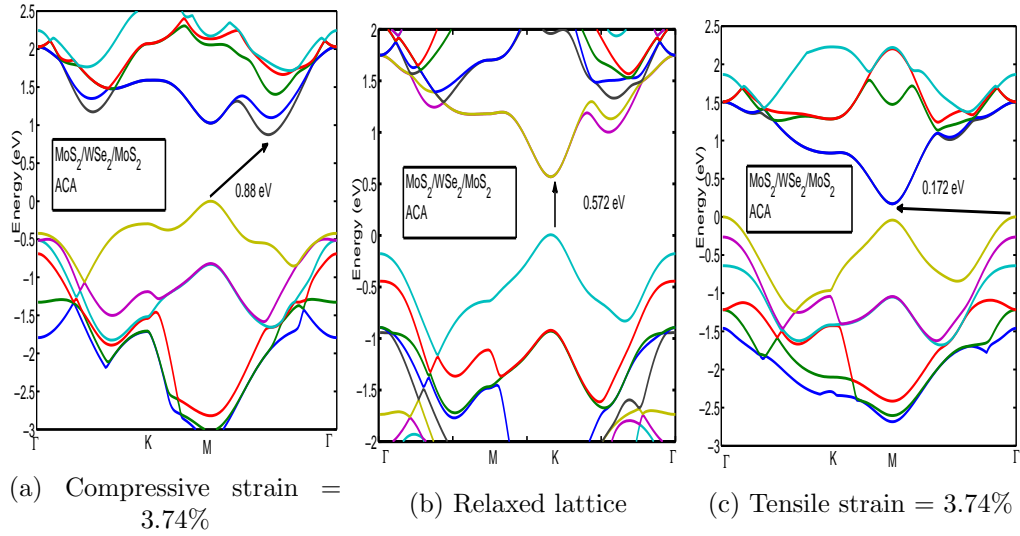 2.5
2
1.5
1
0.5
0
−0.5
−1
−1.5
−2
−2.5
−3
Energy (eV)
MoS2/WSe2/MoS2
ACA
0.88 eV
Γ K M Γ
(a) Compressive strain =
3.74%
2
1.5
1
0.5
0
−0.5
−1
−1.5
−2
Energy (eV)
MoS2/WSe2/MoS2
ACA
0.572 eV
Γ M K Γ
(b) Relaxed lattice
2.5
2
1.5
1
0.5
0
−0.5
−1
−1.5
−2
−2.5
−3
Energy (eV)
MoS2/WSe2/MoS2
ACA
0.172 eV
Γ K M Γ
(c) Tensile strain = 3.74%